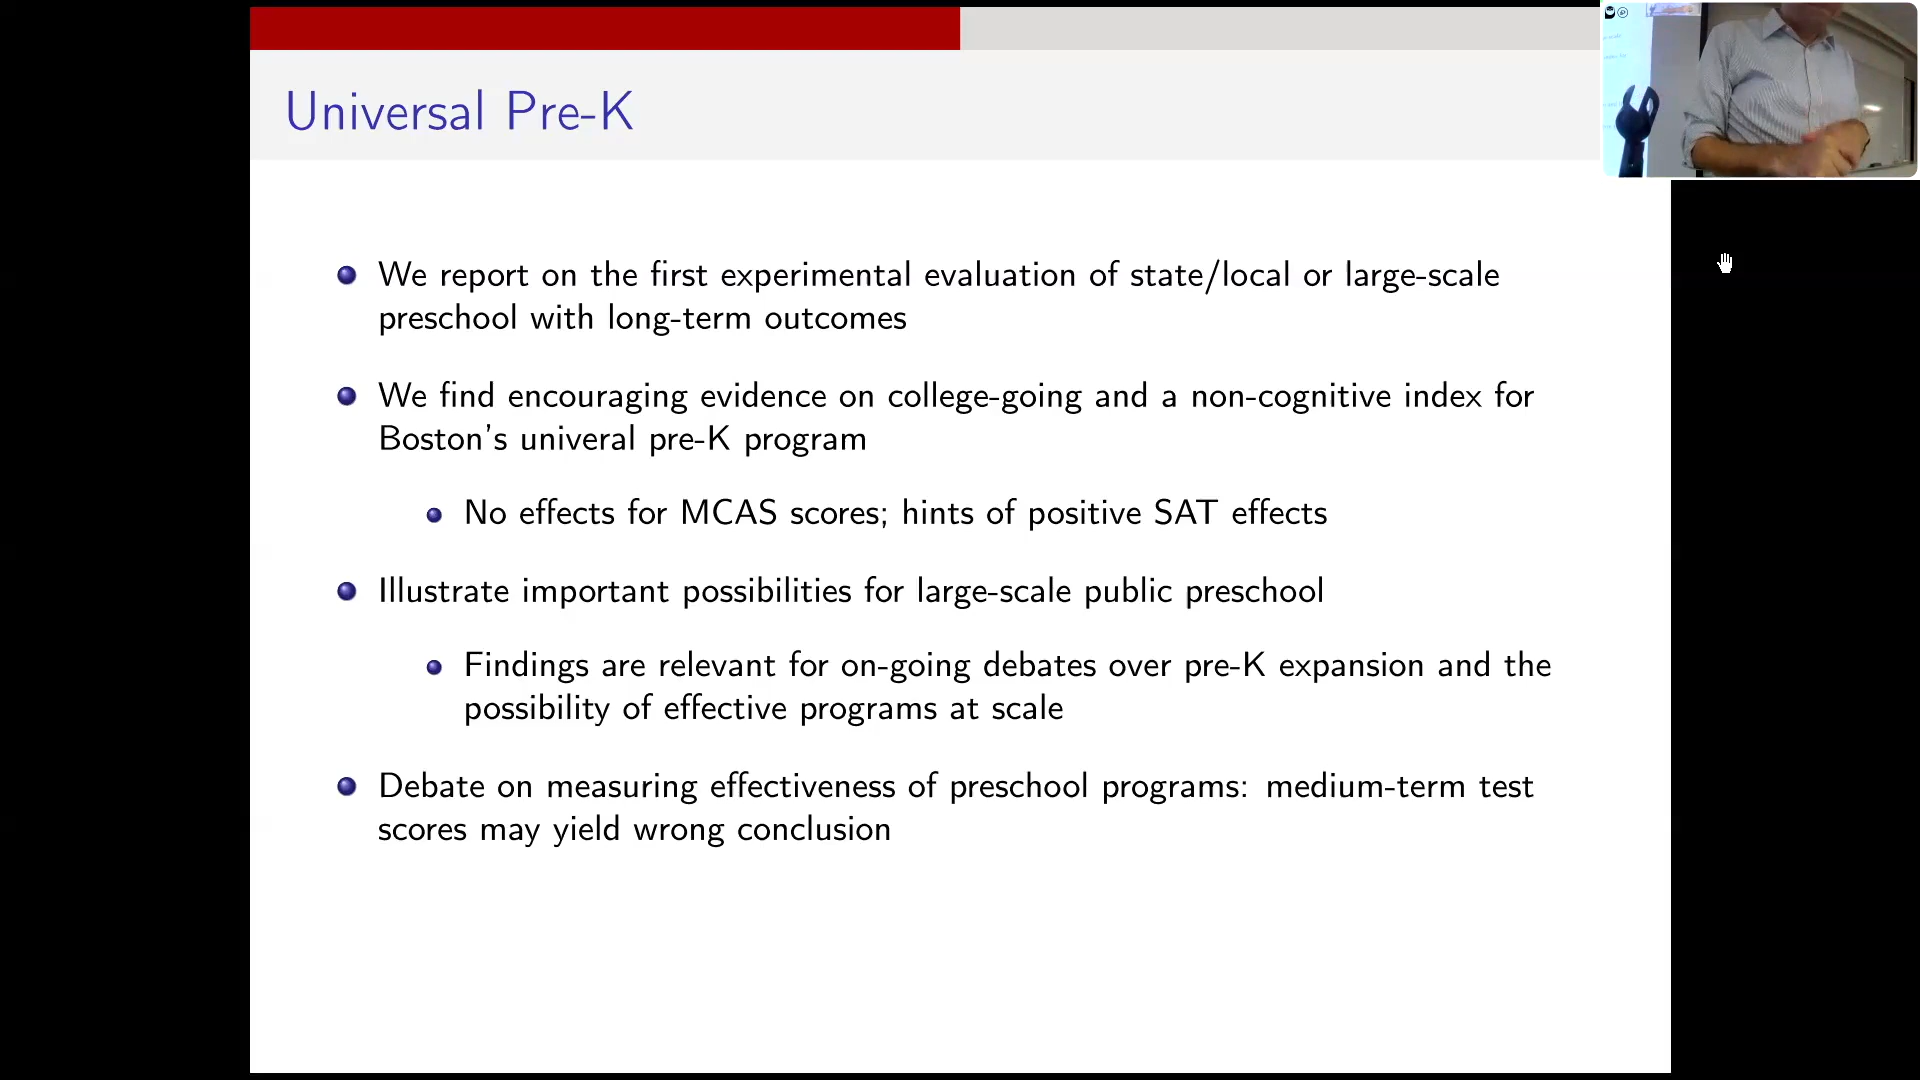 Universal Pre-K
We report on the first experimental evaluation of state/local or large-scale
preschool with long-term outcomes
We find encouraging evidence on college-going and a non-cognitive index for
Boston's univeral pre-K program
No effects for MCAS scores; hints of positive SAT effects
Illustrate important possibilities for large-scale public preschool
Findings are relevant for on-going debates over pre-K expansion and the
possibility of effective programs at scale
Debate on measuring effectiveness of preschool programs: medium-term test
scores may yield wrong conclusion